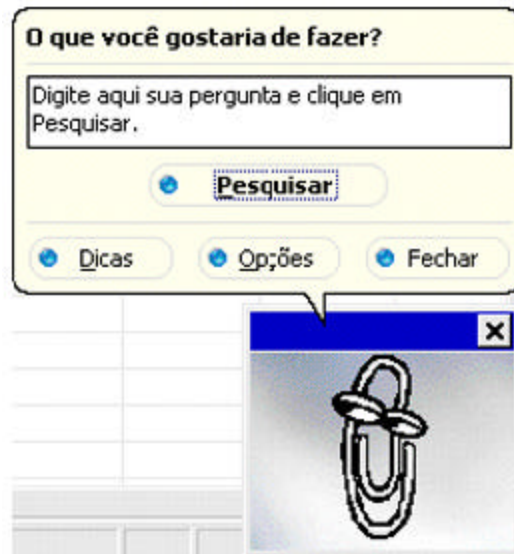 O que você gostaria de fazer?
Digite aqui sua pergunta e clique em
Pesquisar.
Pesquisar
Dicas
Opções
Fechar